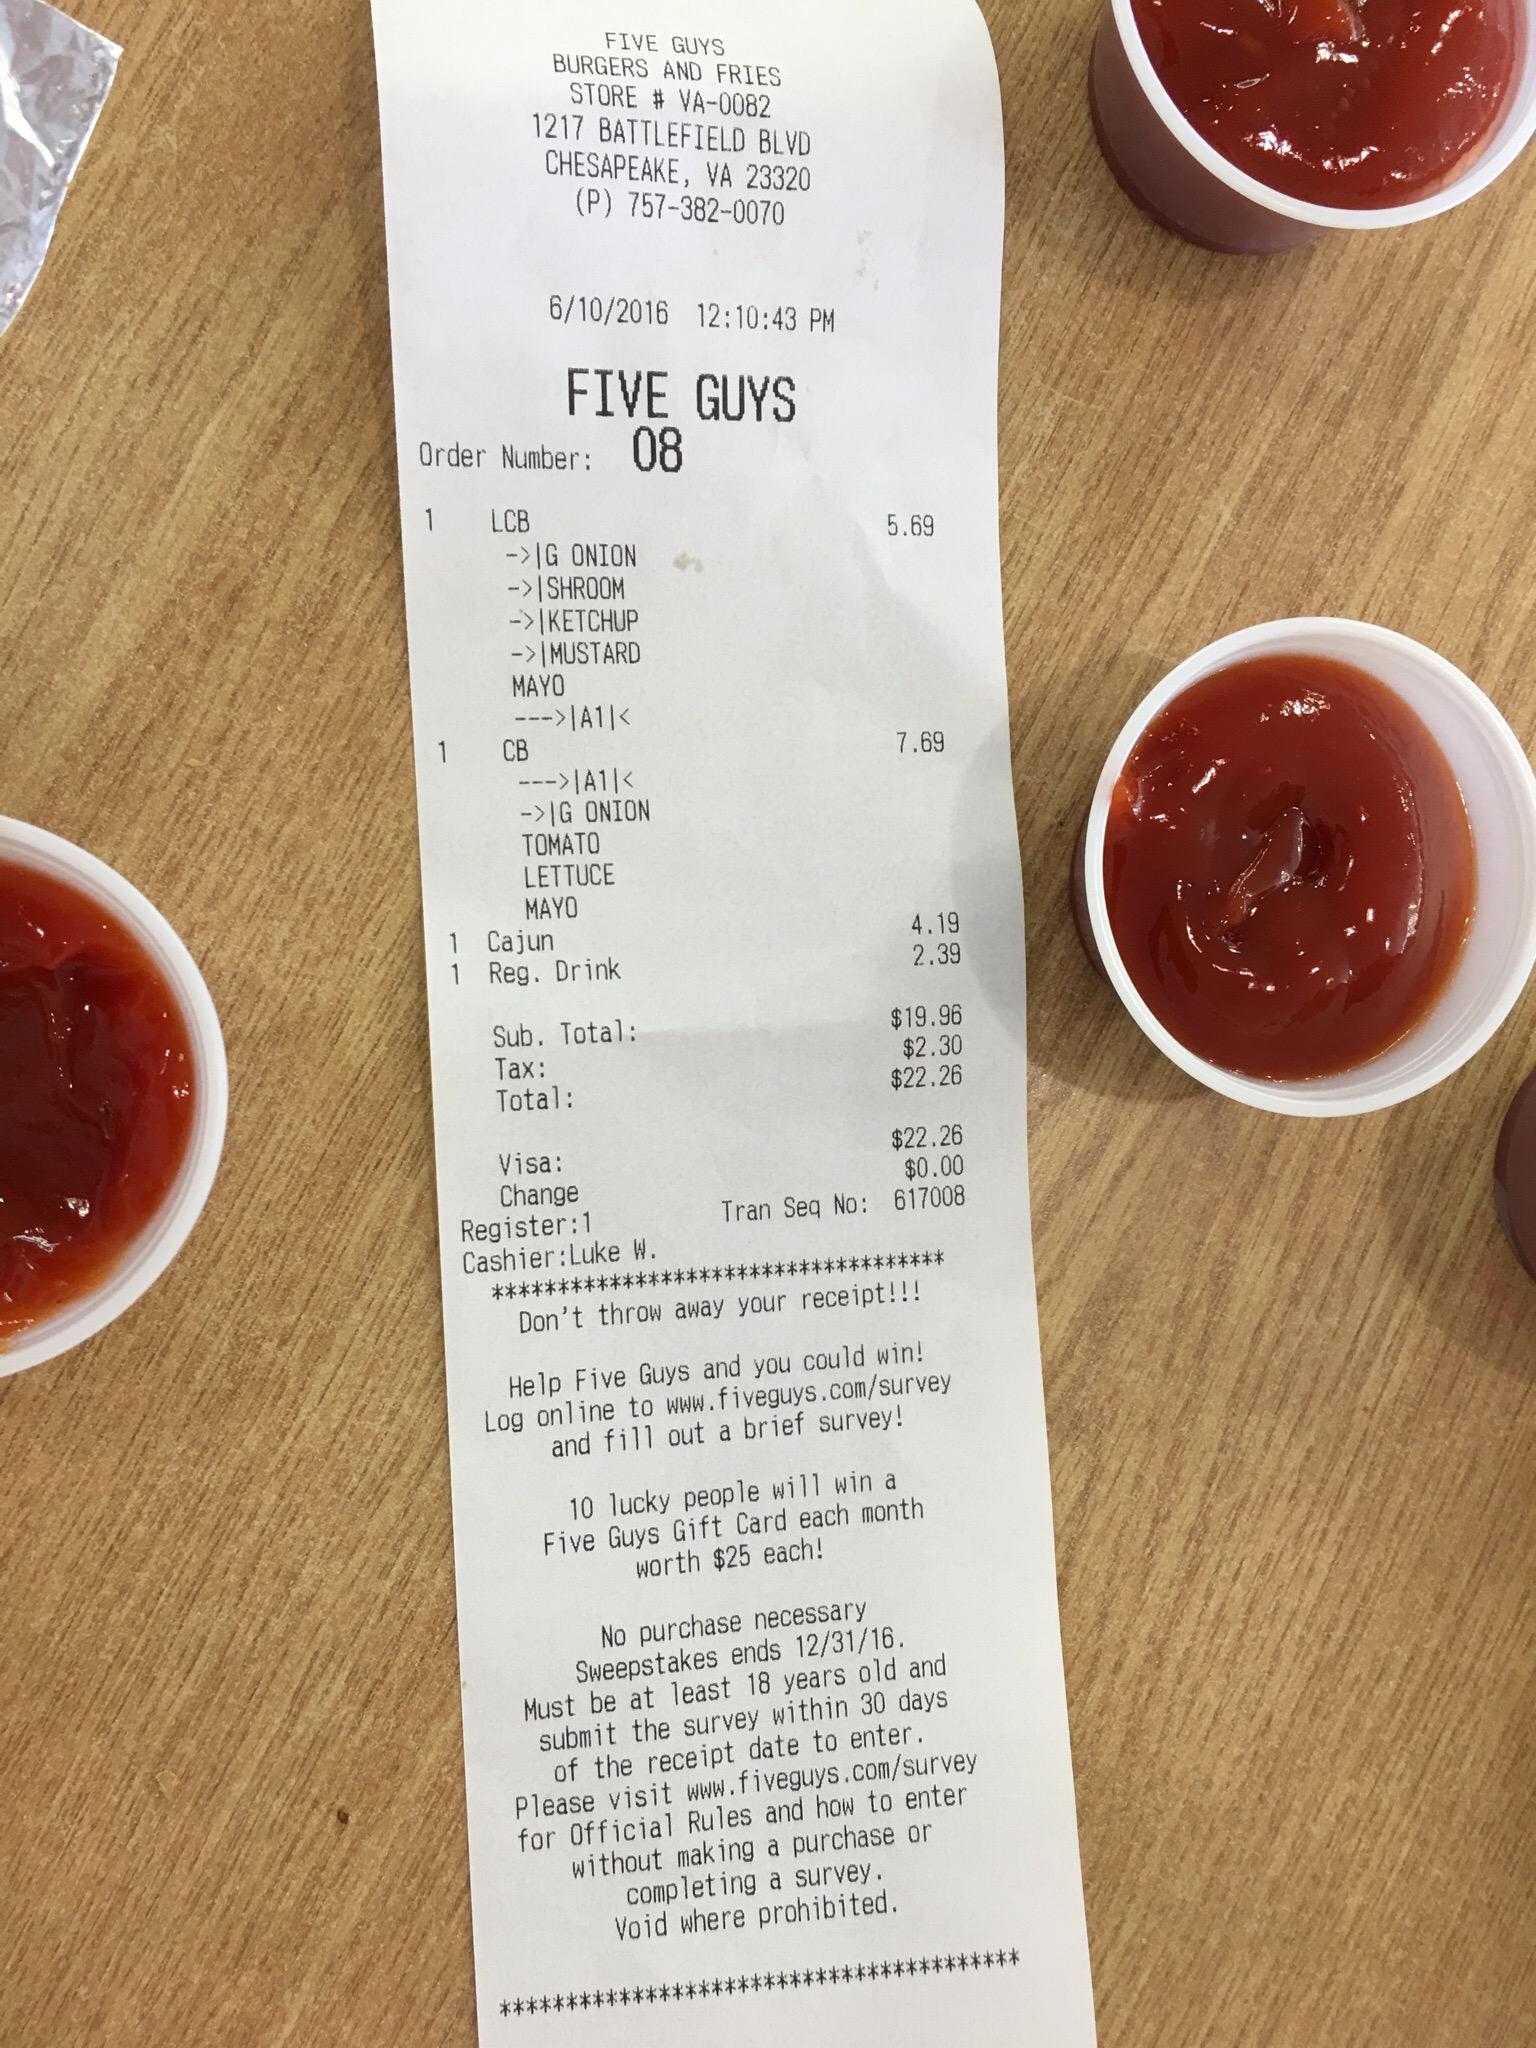 FIVE GUYS
BURGERS AND FRIES
STORE # VA-0082
1217 BATTLEFIELD BLVD
CHESAPEAKE, VA 23320
(P) 757-382-0070
6/10/2016 12:10:43 PM
FIVE GUYS
Order Number: 08
1 LCB 5.69
->|G ONION
->|SHROOM
->|KETCHUP
->|MUSTARD
MAYO
--->|A1|<
1 CB 7.69
--->|A1|<
->|G ONION
TOMATO
LETTUCE
MAYO
1 Cajun 4.19
1 Reg. Drink 2.39
Sub. Total: $19.96
Tax: $2.30
Total: $22.26
Visa: $22.26
Change $0.00
Register:1 Tran Seq No: 617008
Cashier:Luke W.
***********************************
Don't throw away your receipt!!!
Help Five Guys and you could win!
Log online to www.fiveguys.com/survey
and fill out a brief survey!
10 lucky people will win a
Five Guys Gift Card each month
worth $25 each!
No purchase necessary
Sweepstakes ends 12/31/16.
Must be at least 18 years old and
submit the survey within 30 days
of the receipt date to enter.
Please visit www.fiveguys.com/survey
for Official Rules and how to enter
without making a purchase or
completing a survey.
Void where prohibited.
***************************************